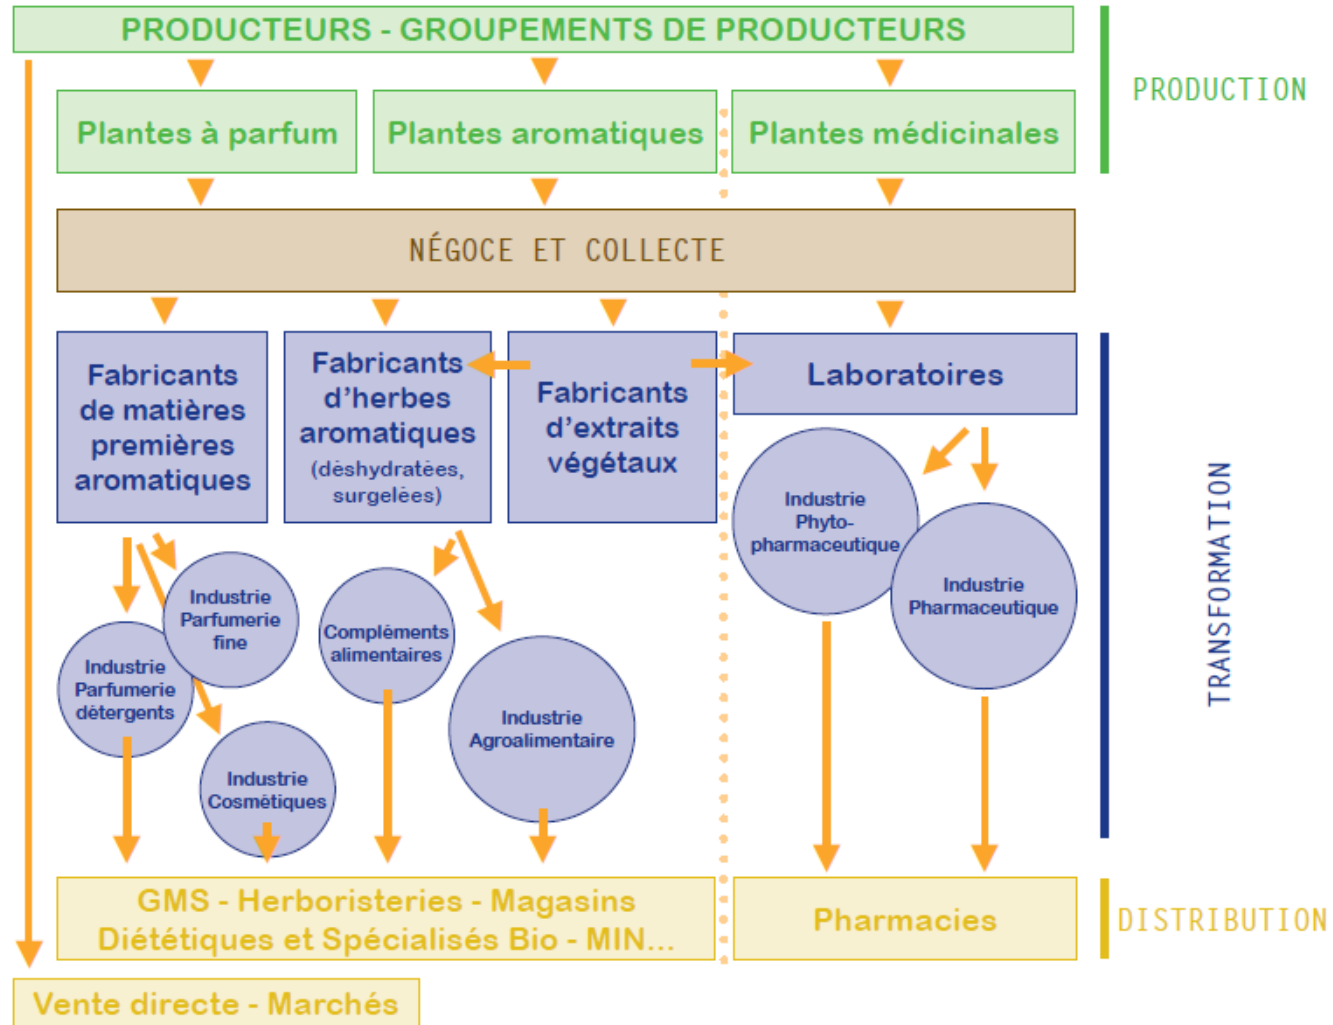 PRODUCTEURS - GROUPEMENTS DE PRODUCTEURS
PRODUCTION
Plantes à parfum
Plantes aromatiques
Plantes médicinales
NÉGOCE ET COLLECTE
Fabricants
de matières
premières
aromatiques
Fabricants
d'herbes
aromatiques
(déshydratées,
surgelées)
Fabricants
d'extraits
végétaux
Laboratoires
TRANSFORMATION
Industrie
Phyto-
pharmaceutique
Industrie
Pharmaceutique
Industrie
Parfumerie
fine
Industrie
Parfumerie
détergents
Industrie
Cosmétiques
Compléments
alimentaires
Industrie
Agroalimentaire
GMS - Herboristeries - Magasins
Diététiques et Spécialisés Bio - MIN...
Pharmacies
DISTRIBUTION
Vente directe - Marchés